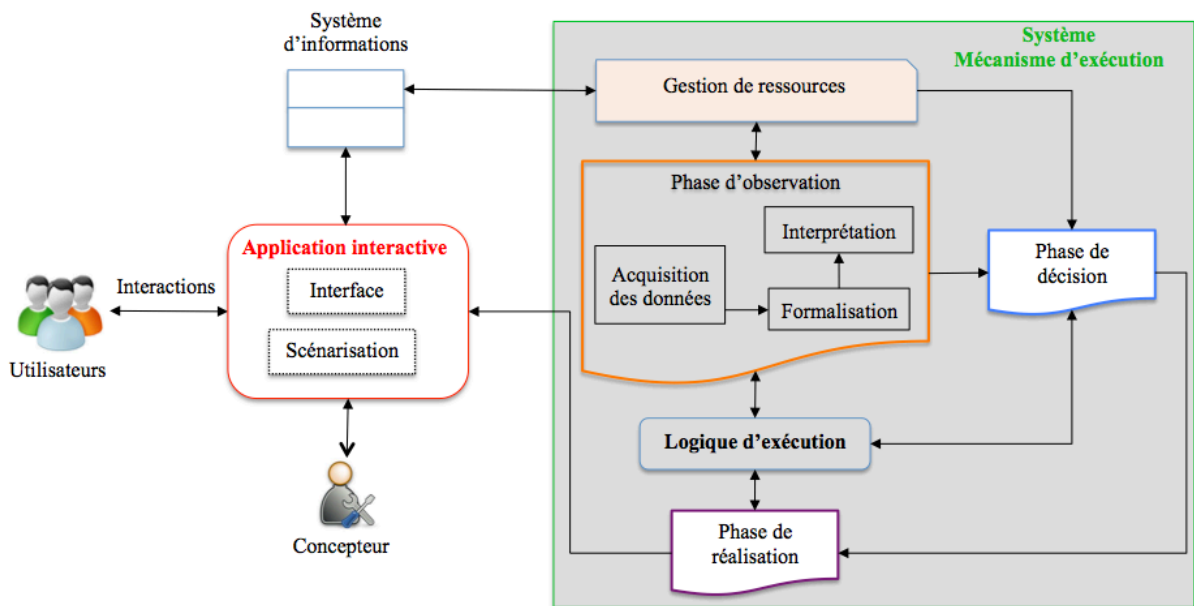 Système
d'informations
Système
Mécanisme d'exécution
Gestion de ressources
Phase d'observation
Interprétation
Acquisition
des données
Formalisation
Phase de
décision
Application interactive
Interface
Scénarisation
Interactions
Utilisateurs
Concepteur
Logique d'exécution
Phase de
réalisation